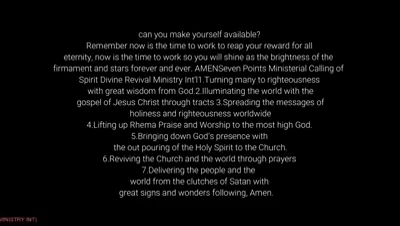 can you make yourself available?
Remember now is the time to work to reap your reward for all
eternity, now is the time to work so you will shine as the brightness of the
firmament and stars forever and ever. AMENSeven Points Ministerial Calling of
Spirit Divine Revival Ministry Int11.Turning many to righteousness
with great wisdom from God.2.Illuminating the world with the
gospel of Jesus Christ through tracts 3.Spreading the messages of
holiness and righteousness worldwide
4.Lifting up Rhema Praise and Worship to the most high God.
5.Bringing down God's presence with
the out pouring of the Holy Spirit to the Church.
6.Reviving the Church and the world through prayers
7.Delivering the people and the
world from the clutches of Satan with
great signs and wonders following, Amen.
MINISTRY INT)